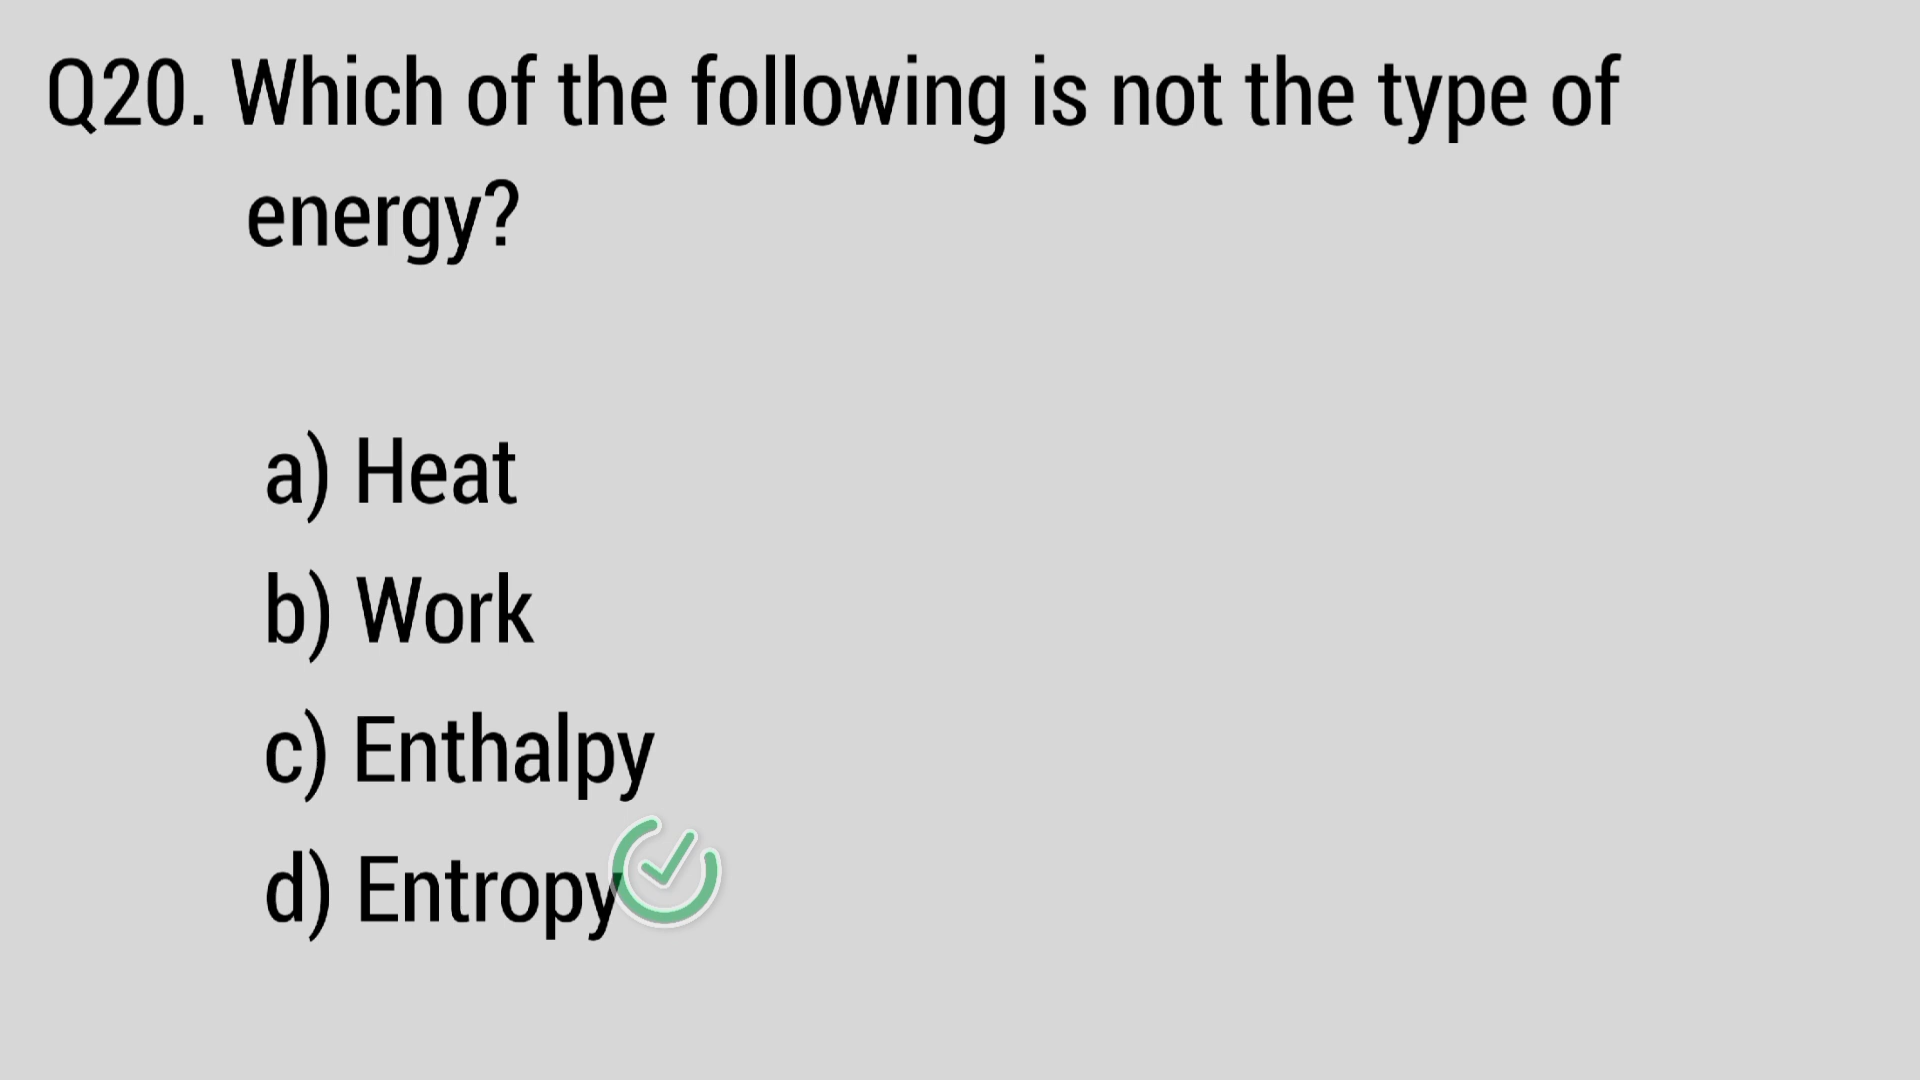 Q20. Which of the following is not the type of
energy?
a) Heat
b) Work
c) Enthalpy
d) Entropy